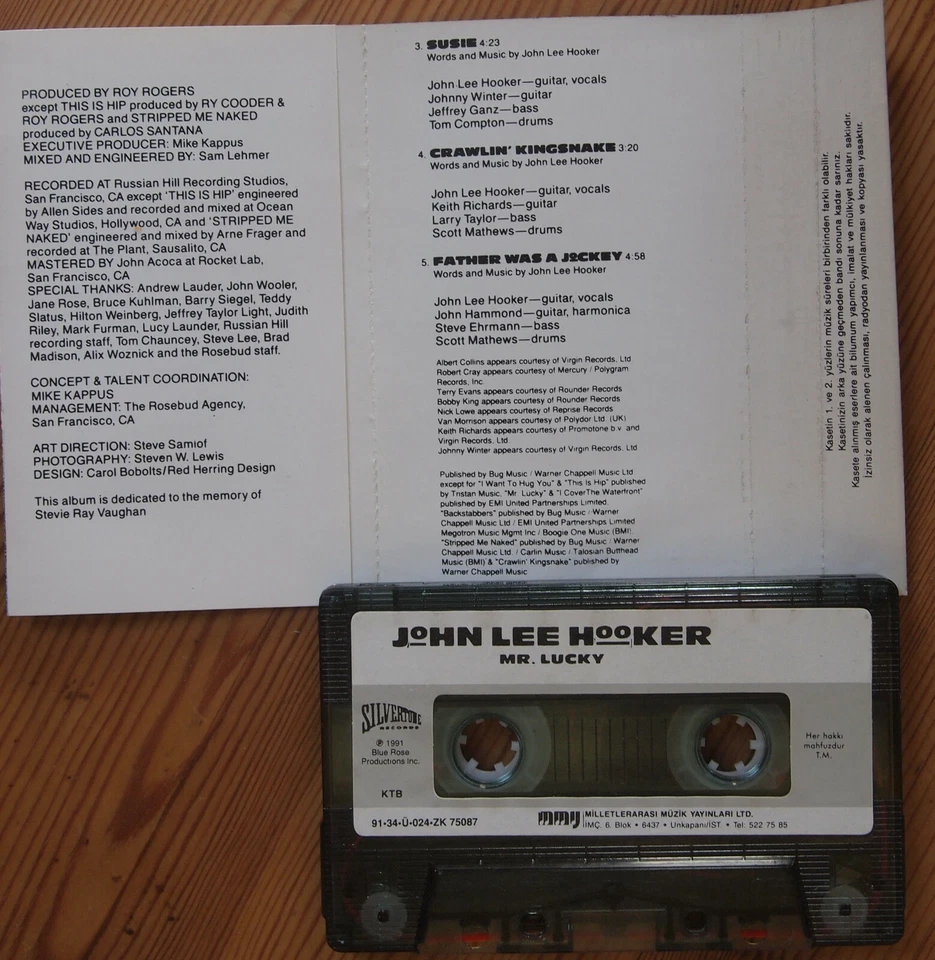 PRODUCED BY ROY ROGERS
except THIS IS HIP produced by RY COODER &
ROY ROGERS and STRIPPED ME NAKED
produced by CARLOS SANTANA
EXECUTIVE PRODUCER: Mike Kappus
MIXED AND ENGINEERED BY: Sam Lehmer
RECORDED AT Russian Hill Recording Studios,
San Francisco, CA except 'THIS IS HIP' engineered
by Allen Sides and recorded and mixed at Ocean
Way Studios, Hollywood, CA and 'STRIPPED ME
NAKED' engineered and mixed by Arne Frager and
recorded at The Plant, Sausalito, CA
MASTERED BY John Acoca at Rocket Lab,
San Francisco, CA
SPECIAL THANKS: Andrew Lauder, John Wooler,
Jane Rose, Bruce Kuhlman, Barry Siegel, Teddy
Slatus, Hilton Weinberg, Jeffrey Taylor Light, Judith
Riley, Mark Furman, Lucy Launder, Russian Hill
recording staff, Tom Chauncey, Steve Lee, Brad
Madison, Alix Woznick and the Rosebud staff.
CONCEPT & TALENT COORDINATION:
MIKE KAPPUS
MANAGEMENT: The Rosebud Agency,
San Francisco, CA
ART DIRECTION: Steve Samiof
PHOTOGRAPHY: Steven W. Lewis
DESIGN: Carol Bobolts/Red Herring Design
This album is dedicated to the memory of
Stevie Ray Vaughan
3. SUSIE 4:23
Words and Music by John Lee Hooker
John Lee Hooker—guitar, vocals
Johnny Winter—guitar
Jeffrey Ganz—bass
Tom Compton—drums
4. CRAWLIN' KINGSNAKE 3:20
Words and Music by John Lee Hooker
John Lee Hooker—guitar, vocals
Keith Richards—guitar
Larry Taylor—bass
Scott Mathews—drums
5. FATHER WAS A JOCKEY 4:58
Words and Music by John Lee Hooker
John Lee Hooker—guitar, vocals
John Hammond—guitar, harmonica
Steve Ehrmann—bass
Scott Mathews—drums
Albert Collins appears courtesy of Virgin Records, Ltd
Robert Cray appears courtesy of Mercury / Polygram
Records, Inc.
Terry Evans appears courtesy of Rounder Records
Bobby King appears courtesy of Rounder Records
Nick Lowe appears courtesy of Reprise Records
Van Morrison appears courtesy of Polydor Ltd. (UK)
Keith Richards appears courtesy of Promotone b.v. and
Virgin Records, Ltd.
Johnny Winter appears courtesy of Virgin Records, Ltd
Published by Bug Music / Warner Chappell Music Ltd
except for "I Want To Hug You" & "This Is Hip" published
by Tristan Music, "Mr. Lucky" & "I CoverThe Waterfront"
published by EMI United Partnerships Limited.
"Backstabbers" published by Bug Music / Warner
Chappell Music Ltd / EMI United Partnerships Limited
Megotron Music Mgmt Inc / Boogie One Music (BMI)
"Stripped Me Naked" published by Bug Music / Warner
Chappell Music Ltd. / Carlin Music / Talosian Butthead
Music (BMI) & "Crawlin' Kingsnake" published by
Warner Chappell Music
Kasetin 1. ve 2. yüzlerin müzik süreleri birbirinden farklı olabilir.
Kasetinizin arka yüzüne geçmeden bandı sonuna kadar sarınız.
Kasete alınmış eserlere ait bilumum yapımcı, imalat ve mülkiyet hakları saklıdır.
İzinsiz olarak alenen çalınması, radyodan yayınlanması ve kopyası yasaktır.
JOHN LEE HOOKER
MR. LUCKY
SILVERTONE
RECORDS
℗ 1991
Blue Rose
Productions Inc.
KTB
Her hakkı
mahfuzdur
T.M.
91·34·Ü·024·ZK 75087
mmy MİLLETLERARASI MÜZİK YAYINLARI LTD.
İMÇ. 6. Blok • 6437 • Unkapanı/İST. • Tel: 522 75 85